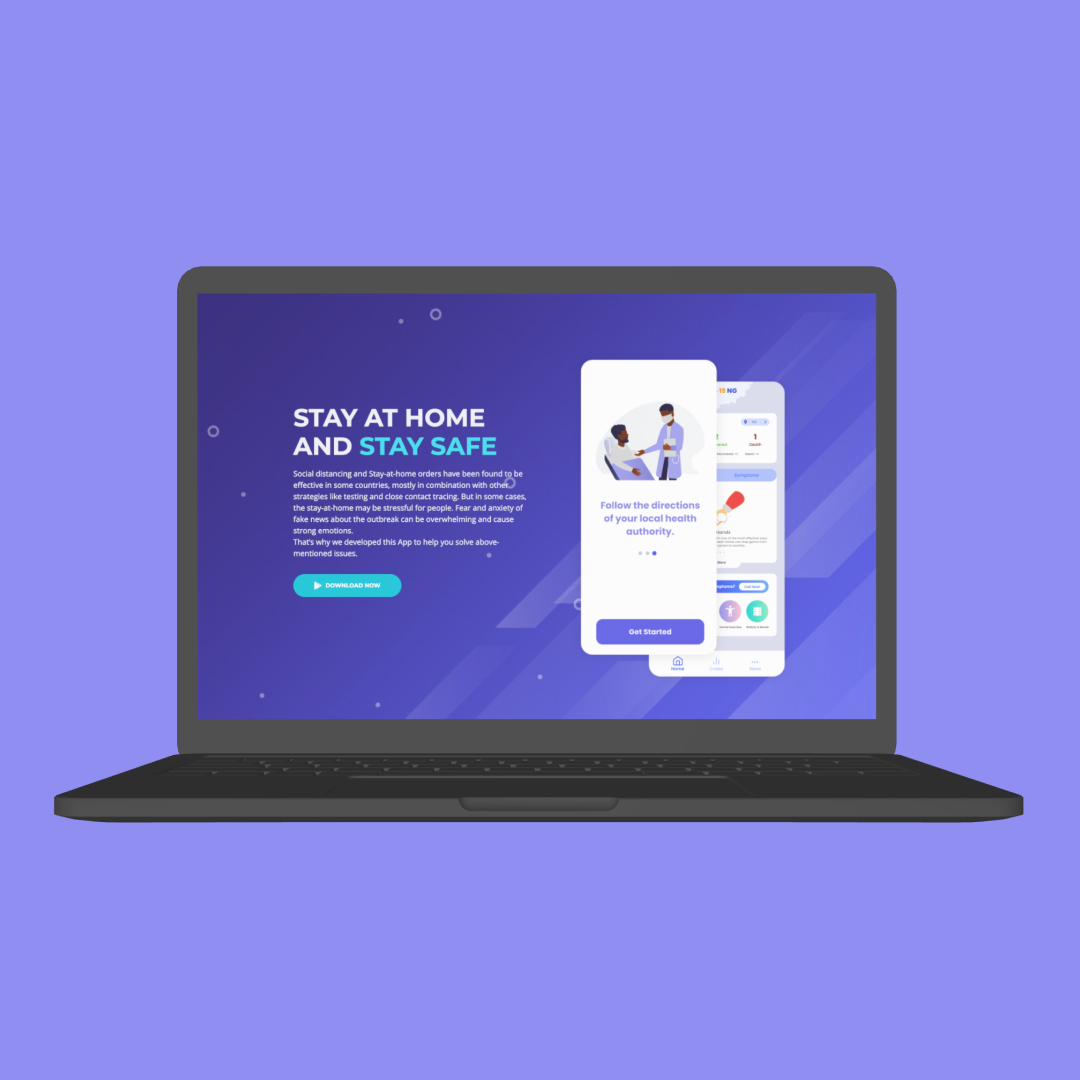 STAY AT HOME
AND STAY SAFE
Social distancing and Stay-at-home orders have been found to be
effective in some countries, mostly in combination with other
strategies like testing and close contact tracing. But in some cases,
the stay-at-home may be stressful for people. Fear and anxiety of
fake news about the outbreak can be overwhelming and cause
strong emotions.
That's why we developed this App to help you solve above-
mentioned issues.
DOWNLOAD NOW
Follow the directions
of your local health
authority.
Get Started
19 NG
1
Death
Symptoms
Home